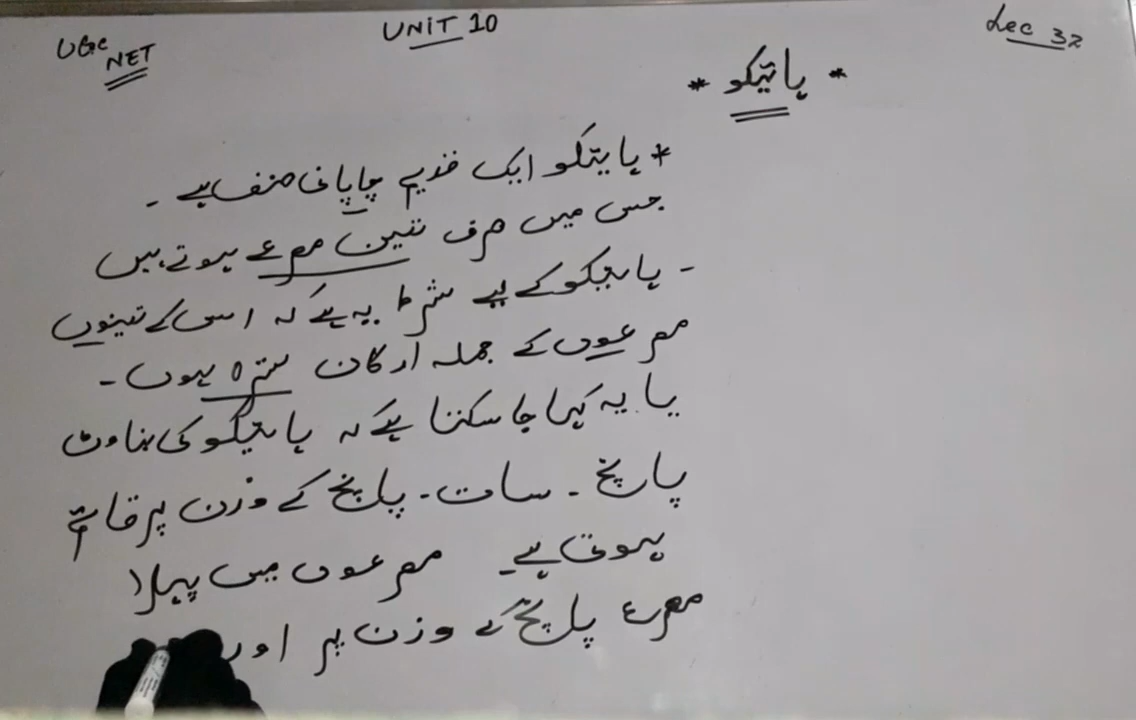 UGC NET
UNIT 10
Lec 32
* ہائیکو *
* ہائیکو ایک قدیم جاپانی صنف ہے ۔
جس میں صرف تین مصرعے ہوتے ہیں
۔ ہائیکو کے لیے شرط یہ ہے کہ اس کے تینوں
مصرعوں کے جملہ ارکان سترہ ہوں ۔
یا یہ کہا جا سکتا ہے کہ ہائیکو کی بناوٹ
پانچ ۔ سات ۔ پانچ کے وزن پر قائم
ہوتی ہے ۔ مصرعوں میں پہلا
مصرع پانچ کے وزن پر اور